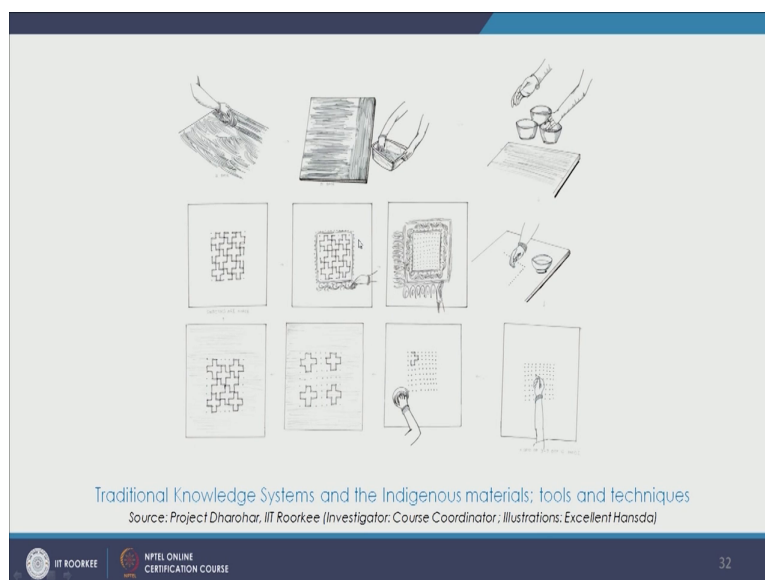 Traditional Knowledge Systems and the Indigenous materials; tools and techniques
Source: Project Dharohar, IIT Roorkee (Investigator: Course Coordinator ; Illustrations: Excellent Hansda)
IIT ROORKEE
NPTEL ONLINE
CERTIFICATION COURSE
32